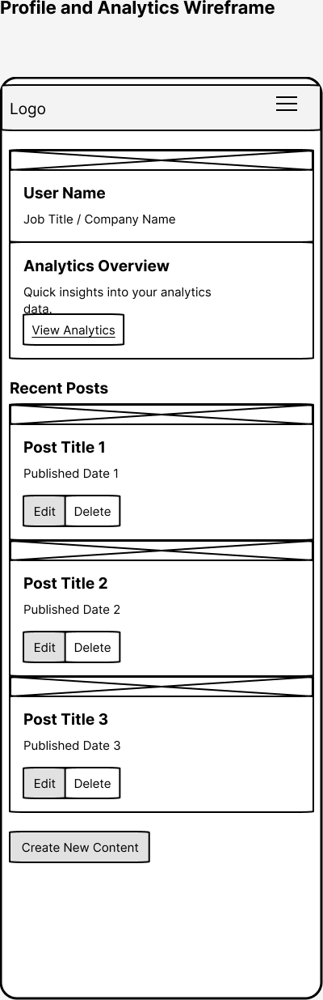 Profile and Analytics Wireframe
Logo
User Name
Job Title / Company Name
Analytics Overview
Quick insights into your analytics
data.
View Analytics
Recent Posts
Post Title 1
Published Date 1
Edit Delete
Post Title 2
Published Date 2
Edit Delete
Post Title 3
Published Date 3
Edit Delete
Create New Content